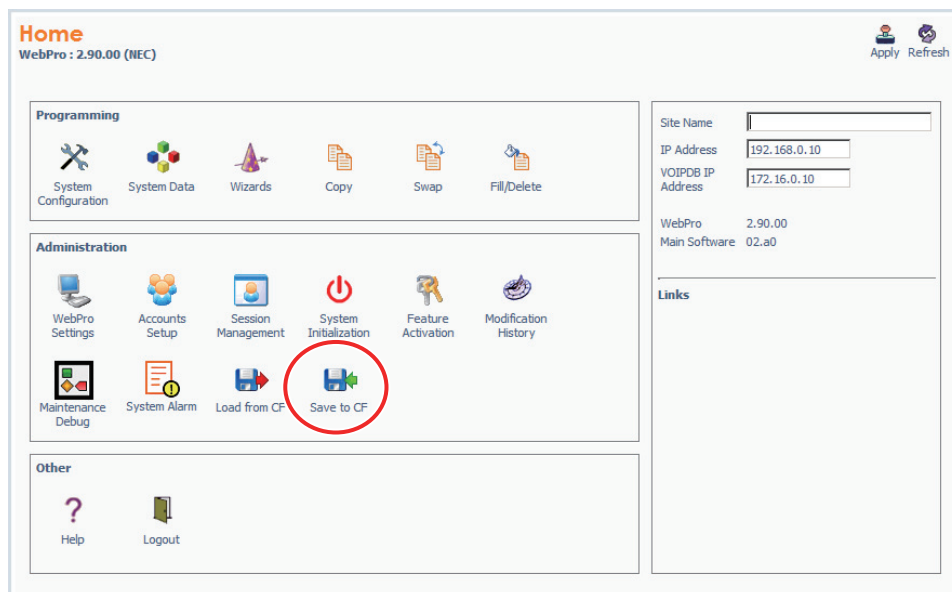 Home
WebPro : 2.90.00 (NEC)
Apply Refresh
Programming
System Configuration
System Data
Wizards
Copy
Swap
Fill/Delete
Administration
WebPro Settings
Accounts Setup
Session Management
System Initialization
Feature Activation
Modification History
Maintenance Debug
System Alarm
Load from CF
Save to CF
Other
? Help
Logout
Site Name
IP Address 192.168.0.10
VOIPDB IP Address 172.16.0.10
WebPro 2.90.00
Main Software 02.a0
Links